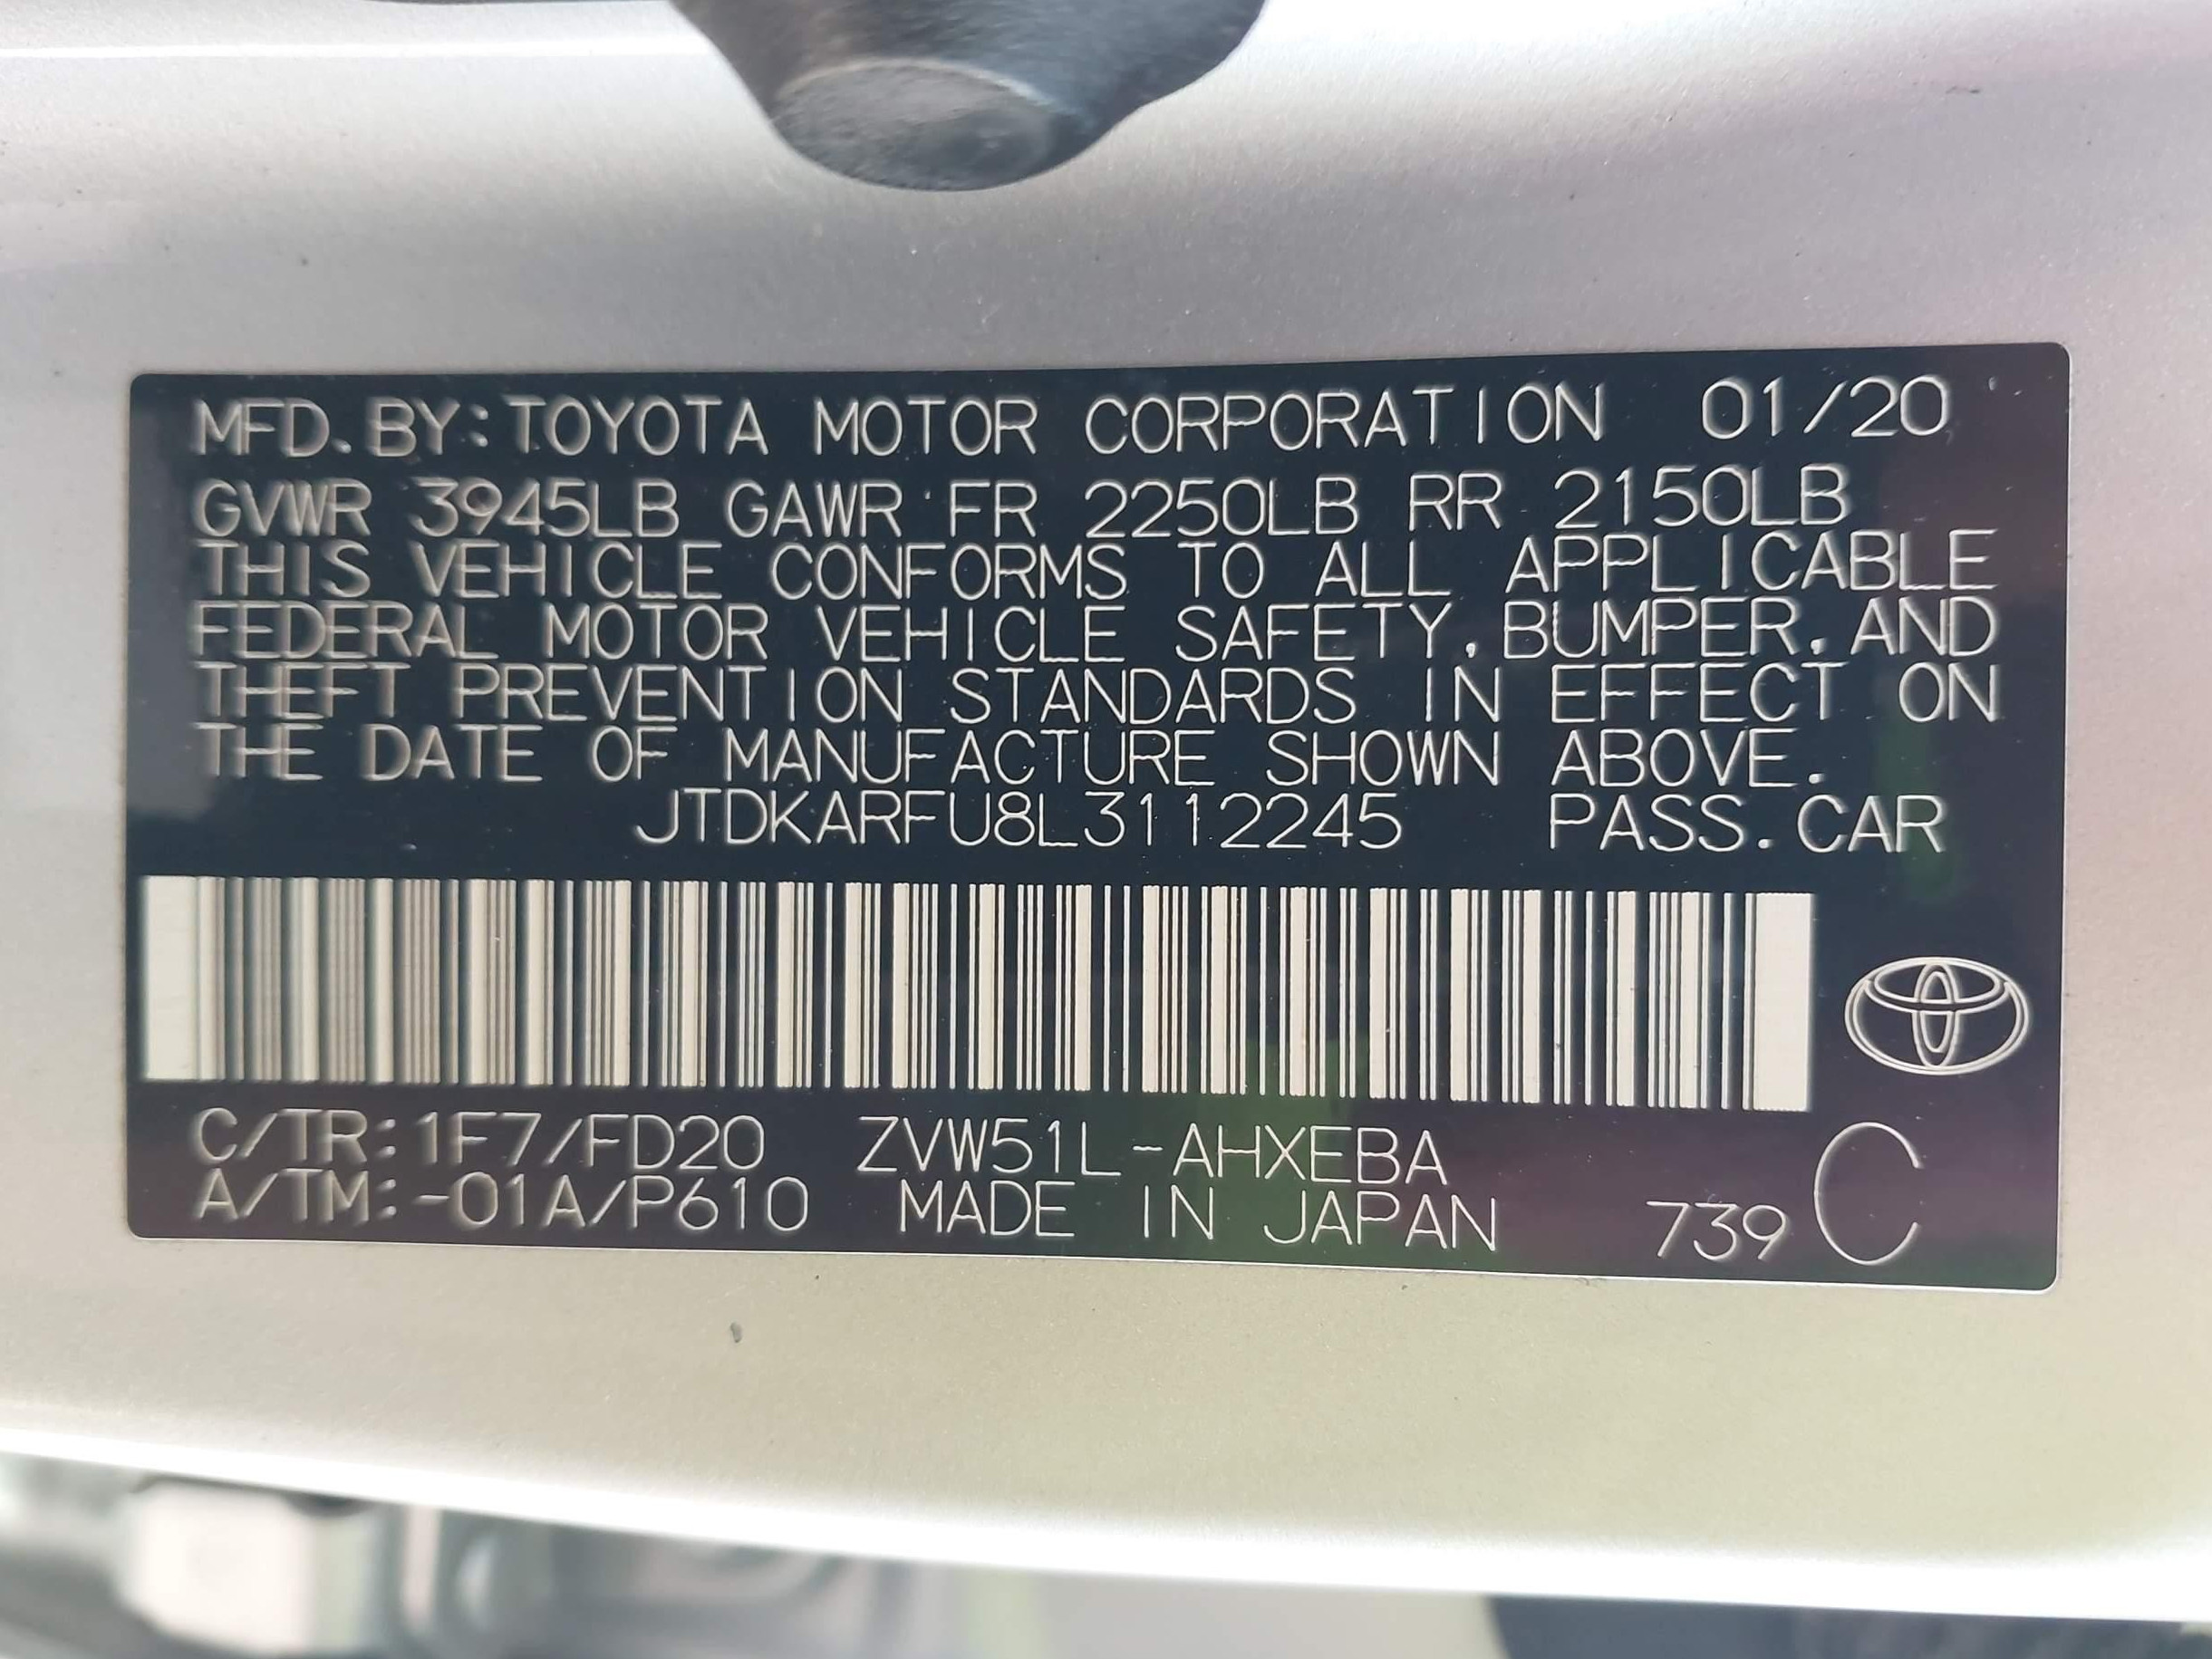 MFD. BY: TOYOTA MOTOR CORPORATION 01/20
GVWR 3945LB GAWR FR 2250LB RR 2150LB
THIS VEHICLE CONFORMS TO ALL APPLICABLE
FEDERAL MOTOR VEHICLE SAFETY, BUMPER, AND
THEFT PREVENTION STANDARDS IN EFFECT ON
THE DATE OF MANUFACTURE SHOWN ABOVE.
JTDKARFU8L3112245 PASS. CAR
C/TR: 1F7/FD20 ZVW51L-AHXEBA
A/TM: -01A/P610 MADE IN JAPAN 739 C